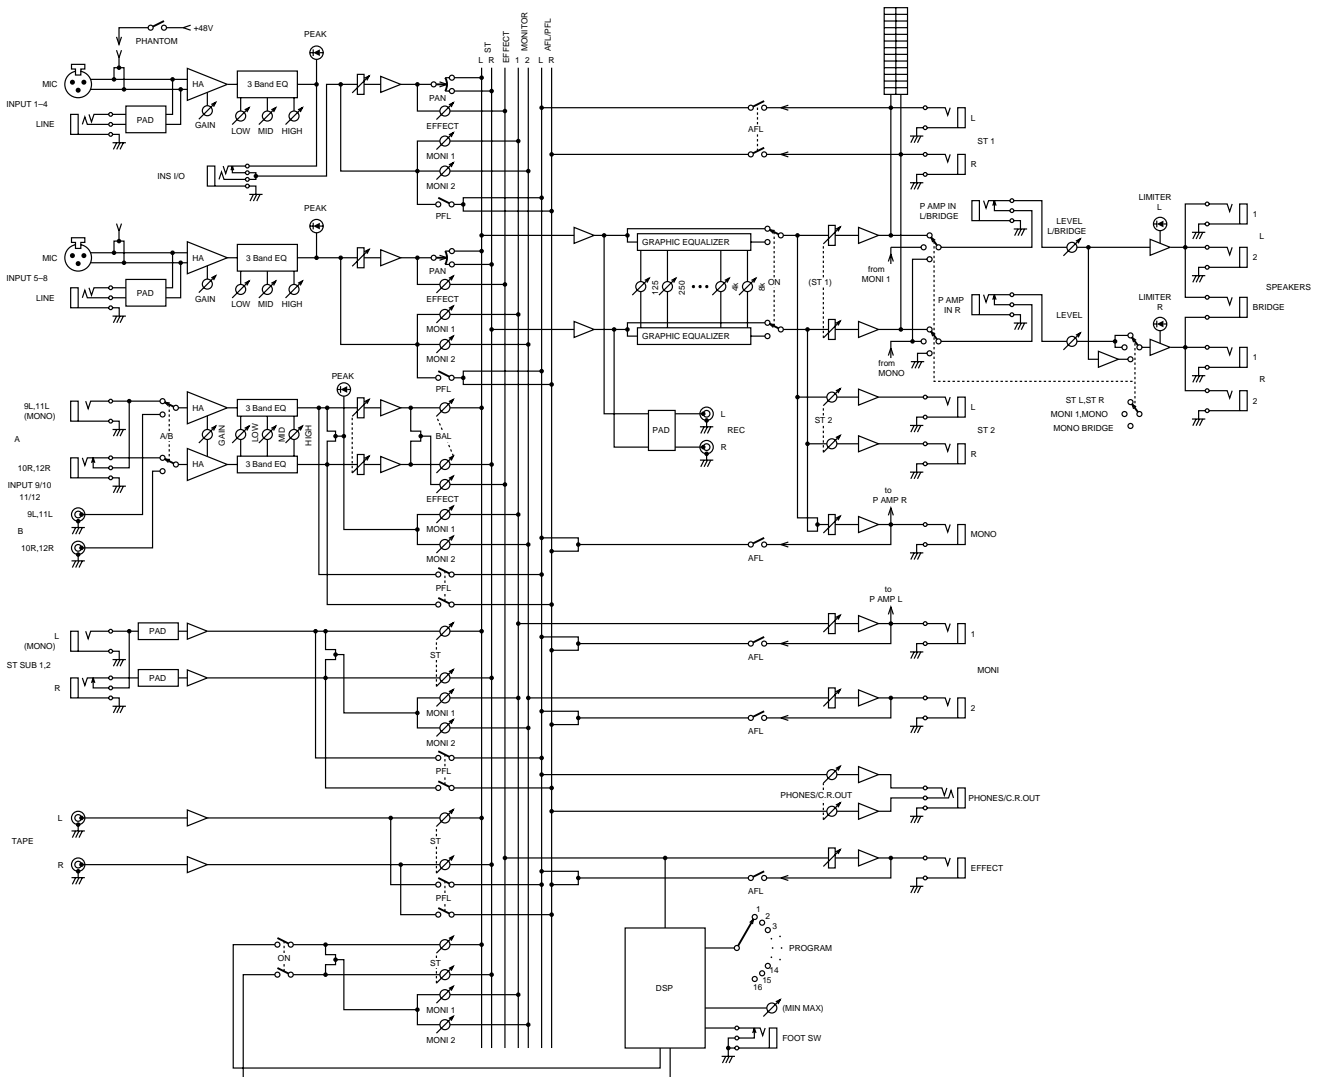 +48V
PHANTOM
PEAK
MIC
HA
3 Band EQ
INPUT 1–4
PAD
LINE
GAIN
LOW
MID
HIGH
INS I/O
PAN
EFFECT
MONI 1
MONI 2
PFL
L
R
ST
EFFECT
1
2
MONITOR
L
R
AFL/PFL
PEAK
MIC
HA
3 Band EQ
INPUT 5–8
PAD
LINE
GAIN
LOW
MID
HIGH
PAN
EFFECT
MONI 1
MONI 2
PFL
PEAK
9L,11L
(MONO)
A
10R,12R
INPUT 9/10
11/12
9L,11L
B
10R,12R
A/B
HA
HA
GAIN
3 Band EQ
LOW
MID
HIGH
3 Band EQ
BAL
EFFECT
MONI 1
MONI 2
PFL
L
(MONO)
ST SUB 1,2
R
PAD
PAD
ST
MONI 1
MONI 2
PFL
L
TAPE
R
ST
PFL
ON
ST
MONI 1
MONI 2
AFL
L
ST 1
R
GRAPHIC EQUALIZER
125
250
4k
8k
ON
GRAPHIC EQUALIZER
(ST 1)
from
MONI 1
from
MONO
P AMP IN
L/BRIDGE
P AMP
IN R
LEVEL
L/BRIDGE
LEVEL
LIMITER
L
LIMITER
R
1
L
2
SPEAKERS
BRIDGE
1
R
2
ST L,ST R
MONI 1,MONO
MONO BRIDGE
PAD
L
REC
R
ST 2
L
ST 2
R
to
P AMP R
AFL
MONO
to
P AMP L
AFL
1
MONI
AFL
2
PHONES/C.R.OUT
PHONES/C.R.OUT
AFL
EFFECT
DSP
1
2
3
PROGRAM
14
15
16
(MIN MAX)
FOOT SW